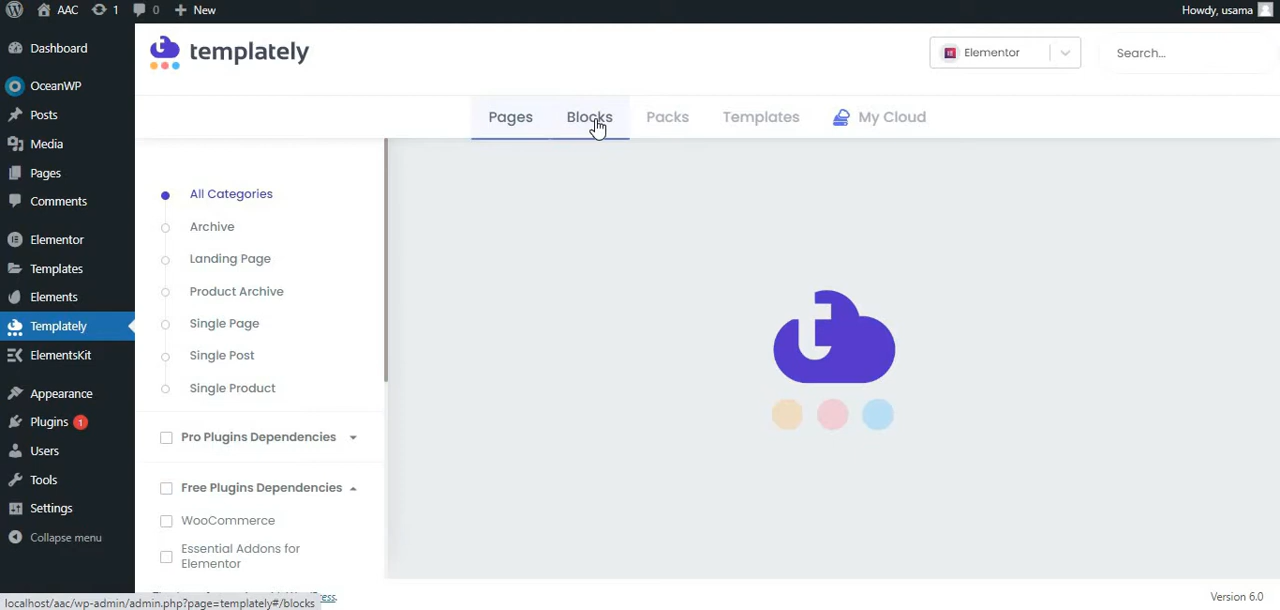 AAC
1
0
New
Howdy, usama
Dashboard
OceanWP
Posts
Media
Pages
Comments
Elementor
Templates
Elements
Templately
ElementsKit
Appearance
Plugins 1
Users
Tools
Settings
Collapse menu
templately
Elementor
Search...
Pages
Blocks
Packs
Templates
My Cloud
All Categories
Archive
Landing Page
Product Archive
Single Page
Single Post
Single Product
Pro Plugins Dependencies
Free Plugins Dependencies
WooCommerce
Essential Addons for
Elementor
localhost/aac/wp-admin/admin.php?page=templately#/blocks
Version 6.0